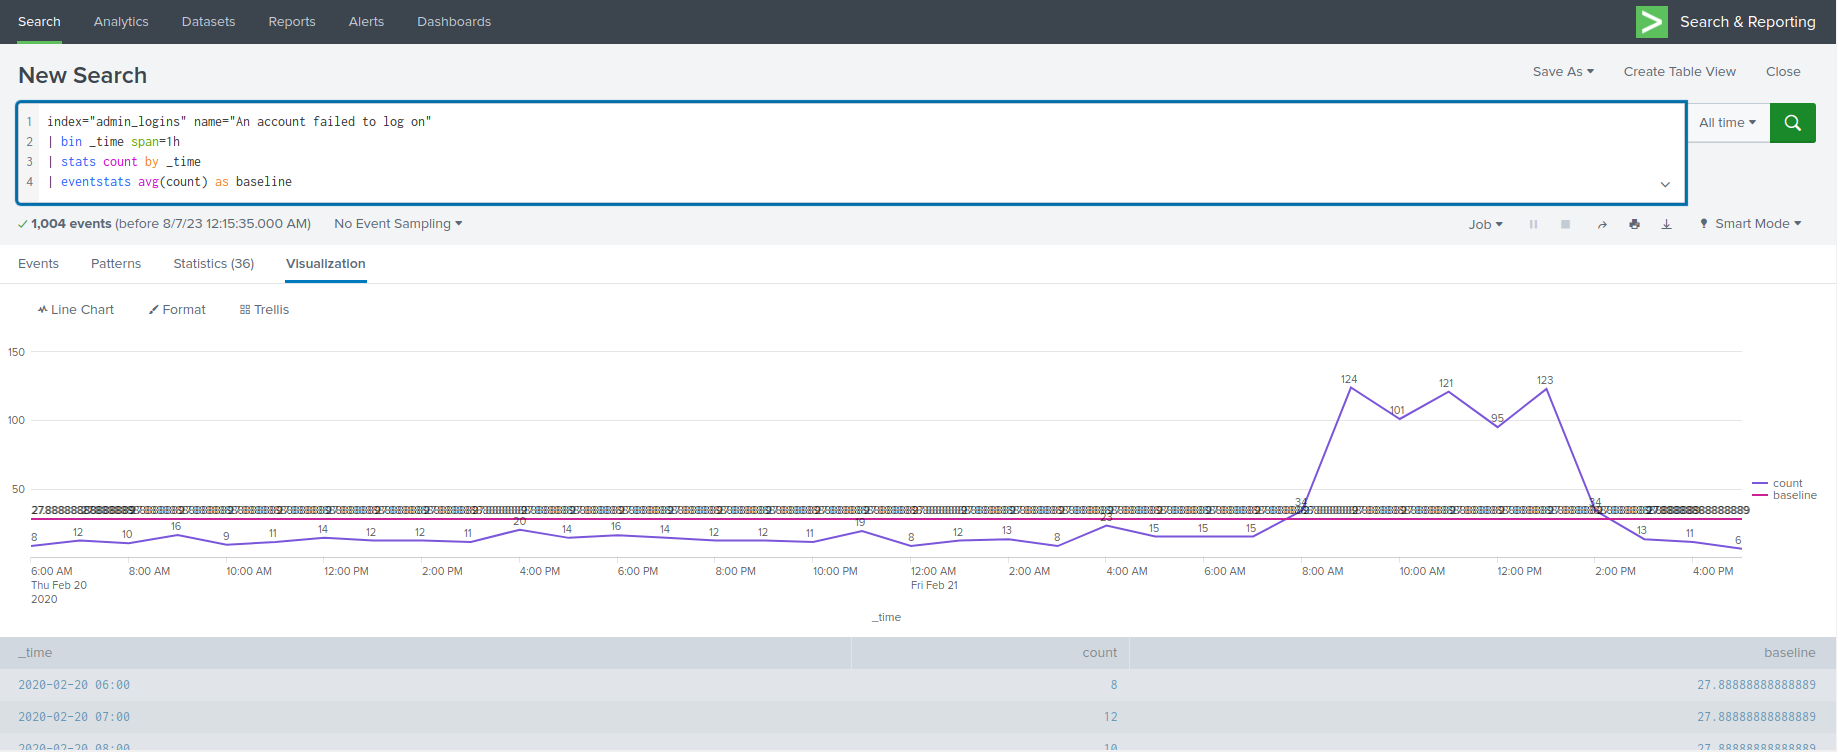 Search Analytics Datasets Reports Alerts Dashboards Search & Reporting
New Search
Save As Create Table View Close
1 index="admin_logins" name="An account failed to log on"
2 | bin _time span=1h
3 | stats count by _time
4 | eventstats avg(count) as baseline
All time
1,004 events (before 8/7/23 12:15:35.000 AM) No Event Sampling Job Smart Mode
Events Patterns Statistics (36) Visualization
Line Chart Format Trellis
150
100
50
124 101 121 95 123
34 34
8 12 10 16 9 11 14 12 12 11 20 14 16 14 12 12 11 19 8 12 13 8 23 15 15 15 13 11 6
count
baseline
6:00 AM 8:00 AM 10:00 AM 12:00 PM 2:00 PM 4:00 PM 6:00 PM 8:00 PM 10:00 PM 12:00 AM 2:00 AM 4:00 AM 6:00 AM 8:00 AM 10:00 AM 12:00 PM 2:00 PM 4:00 PM
Thu Feb 20 Fri Feb 21
2020
_time
_time count baseline
2020-02-20 06:00 8 27.88888888888889
2020-02-20 07:00 12 27.88888888888889
2020-02-20 08:00 10 27.88888888888889